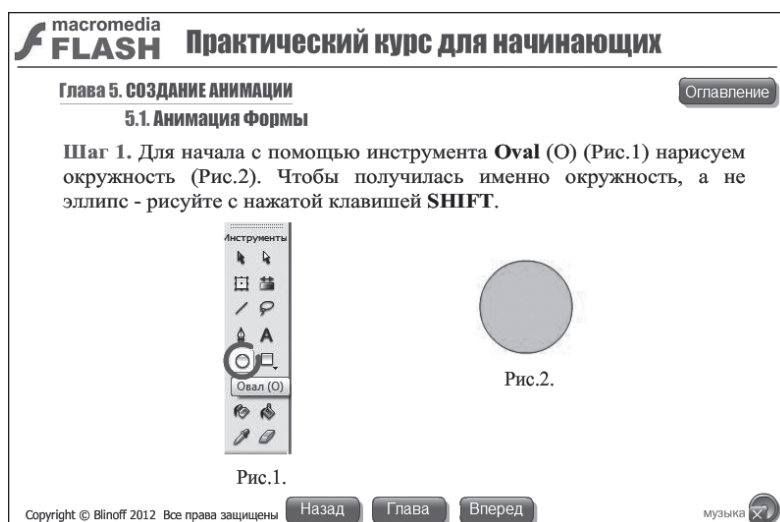 macromedia
FLASH Практический курс для начинающих
Глава 5. СОЗДАНИЕ АНИМАЦИИ
Оглавление
5.1. Анимация Формы
Шаг 1. Для начала с помощью инструмента Oval (O) (Рис.1) нарисуем
окружность (Рис.2). Чтобы получилась именно окружность, а не
эллипс - рисуйте с нажатой клавишей SHIFT.
Инструменты
A
Овал (O)
Рис.1.
Рис.2.
Copyright © Blinoff 2012 Все права защищены
Назад
Глава
Вперед
музыка